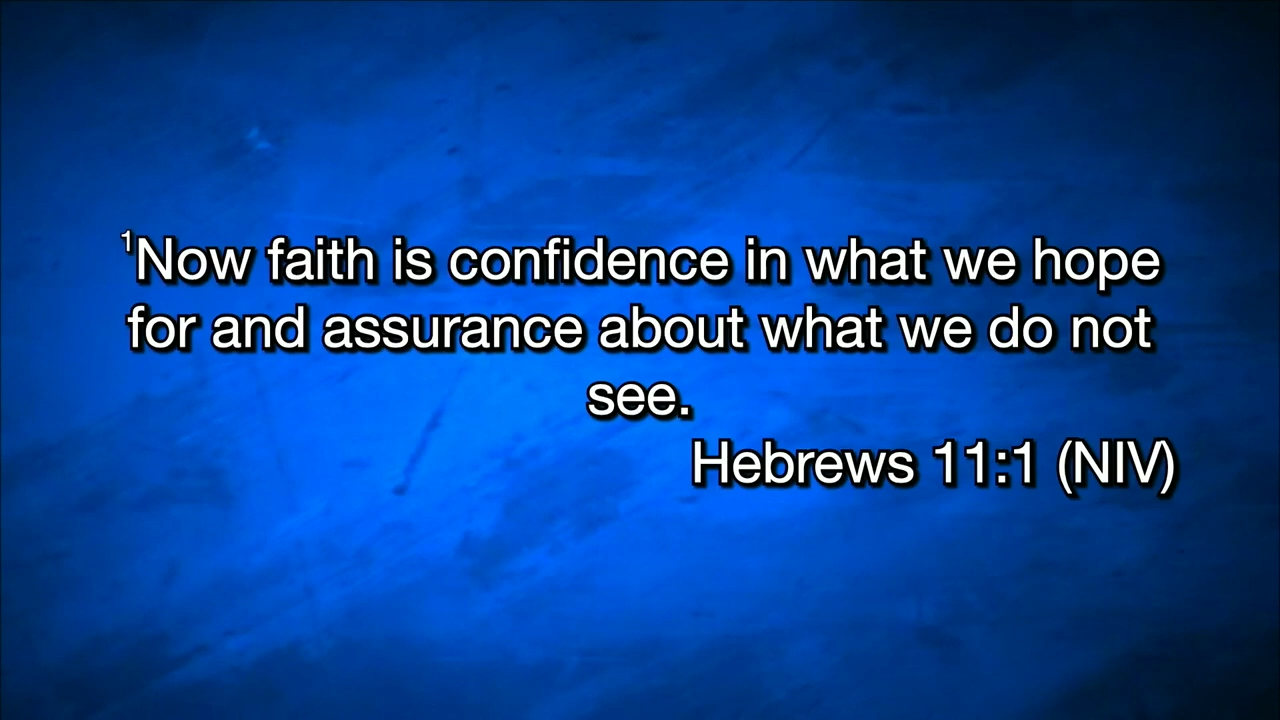 ¹Now faith is confidence in what we hope
for and assurance about what we do not
see.
Hebrews 11:1 (NIV)